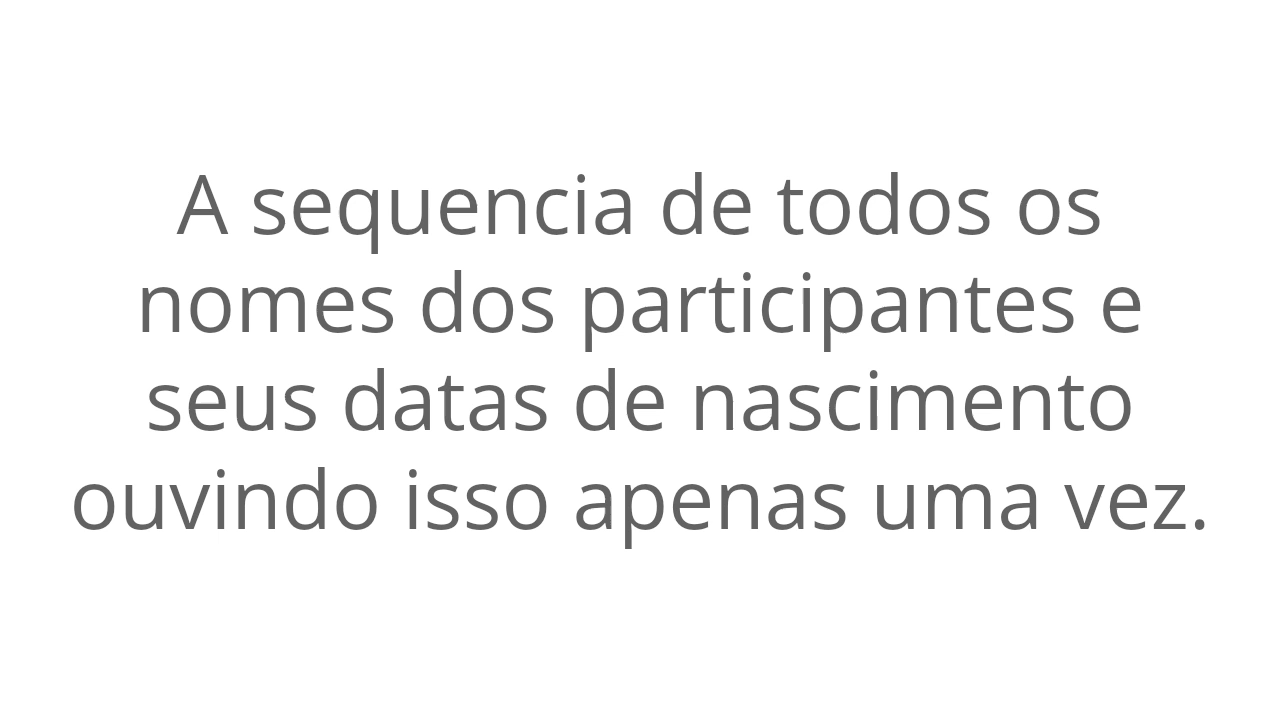 A sequencia de todos os
nomes dos participantes e
seus datas de nascimento
ouvindo isso apenas uma vez.